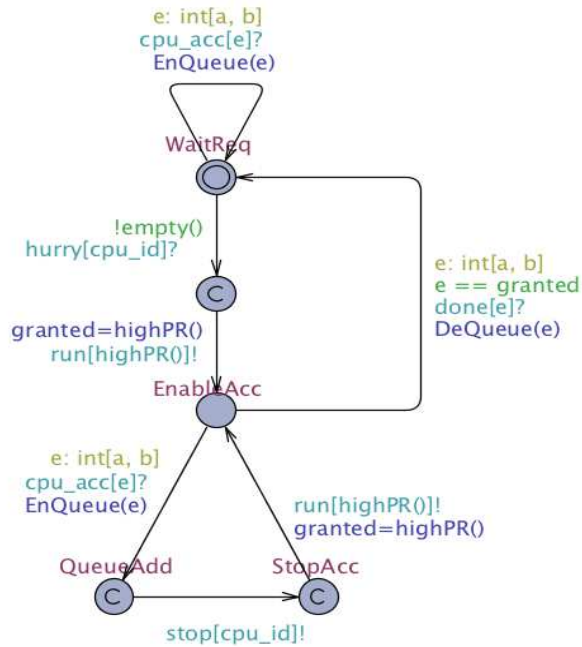 e: int[a, b]
cpu_acc[e]?
EnQueue(e)
WaitReq
!empty()
hurry[cpu_id]?
e: int[a, b]
e == granted
done[e]?
DeQueue(e)
C
granted=highPR()
run[highPR()]!
EnableAcc
e: int[a, b]
cpu_acc[e]?
EnQueue(e)
run[highPR()]!
granted=highPR()
QueueAdd
StopAcc
C
C
stop[cpu_id]!